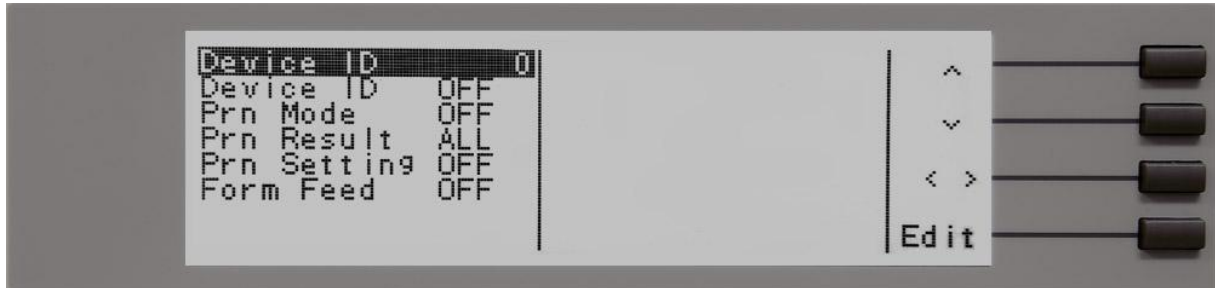 Device ID 0
Device ID OFF
Prn Mode OFF
Prn Result ALL
Prn Setting OFF
Form Feed OFF
^
˅
< >
Edit